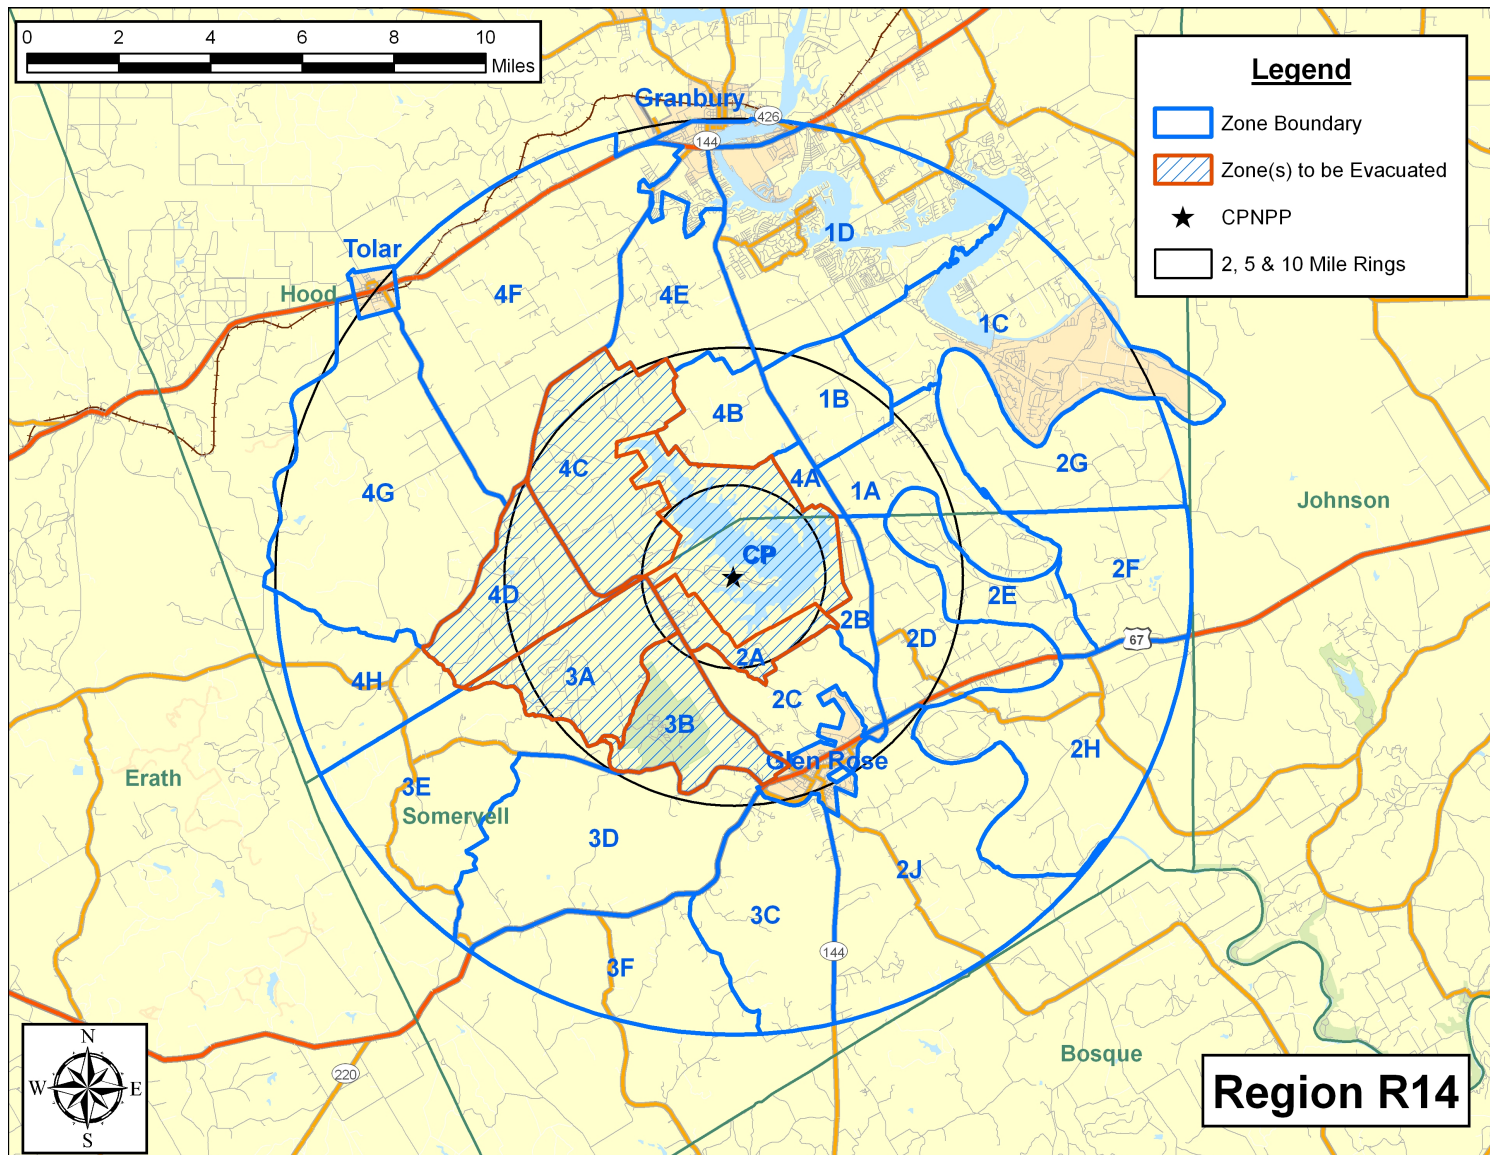 0 2 4 6 8 10
Miles
Legend
Zone Boundary
Zone(s) to be Evacuated
CPNPP
2, 5 & 10 Mile Rings
Granbury
426
144
1D
Tolar
Hood
4F
4E
1C
4B
1B
4C
4A
1A
2G
4G
Johnson
CP
2F
4D
2E
2B
2D
67
2A
4H
3A
2C
3B
2H
Glen Rose
Erath
3E
Somervell
3D
2J
3C
144
3F
Bosque
220
N
W E
S
Region R14